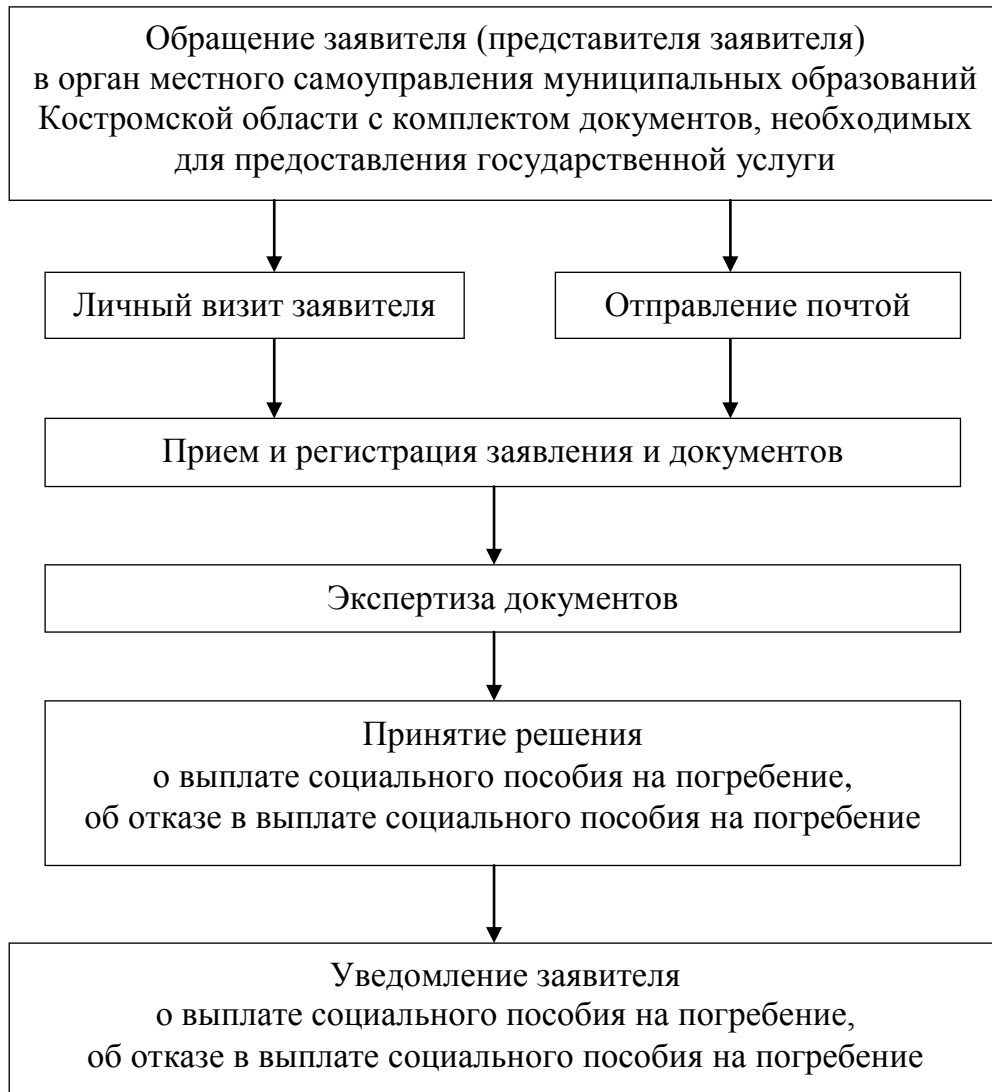 Обращение заявителя (представителя заявителя)
в орган местного самоуправления муниципальных образований
Костромской области с комплектом документов, необходимых
для предоставления государственной услуги
Личный визит заявителя
Отправление почтой
Прием и регистрация заявления и документов
Экспертиза документов
Принятие решения
о выплате социального пособия на погребение,
об отказе в выплате социального пособия на погребение
Уведомление заявителя
о выплате социального пособия на погребение,
об отказе в выплате социального пособия на погребение